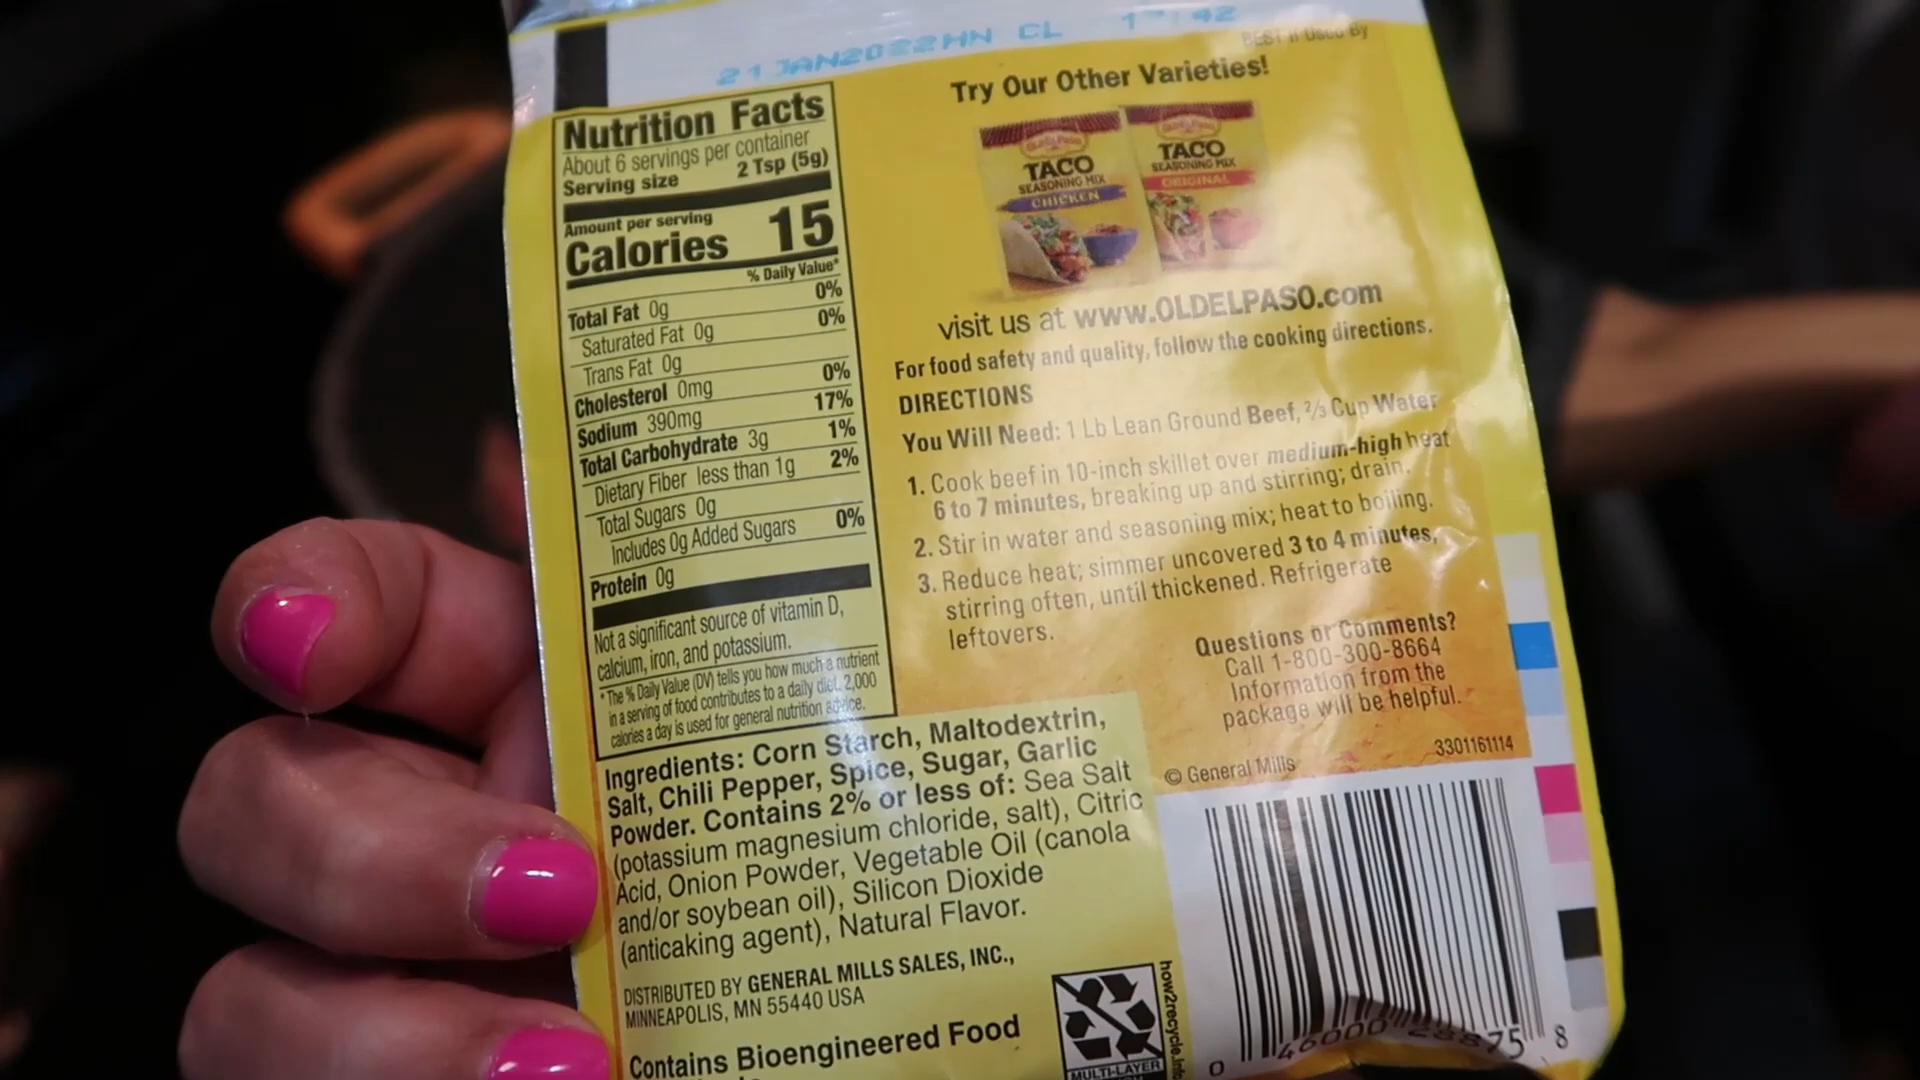 21 JAN2022HN CL
BEST if Used By
Nutrition Facts
About 6 servings per container
Serving size 2 Tsp (5g)
Amount per serving
Calories 15
% Daily Value*
Total Fat 0g 0%
Saturated Fat 0g 0%
Trans Fat 0g
Cholesterol 0mg 0%
Sodium 390mg 17%
Total Carbohydrate 3g 1%
Dietary Fiber less than 1g 2%
Total Sugars 0g
Includes 0g Added Sugars 0%
Protein 0g
Not a significant source of vitamin D,
calcium, iron, and potassium.
*The % Daily Value (DV) tells you how much a nutrient
in a serving of food contributes to a daily diet. 2,000
calories a day is used for general nutrition advice.
Ingredients: Corn Starch, Maltodextrin,
Salt, Chili Pepper, Spice, Sugar, Garlic
Powder. Contains 2% or less of: Sea Salt
(potassium magnesium chloride, salt), Citric
Acid, Onion Powder, Vegetable Oil (canola
and/or soybean oil), Silicon Dioxide
(anticaking agent), Natural Flavor.
DISTRIBUTED BY GENERAL MILLS SALES, INC.,
MINNEAPOLIS, MN 55440 USA
Contains Bioengineered Food
Try Our Other Varieties!
TACO
SEASONING MIX
CHICKEN
TACO
SEASONING MIX
ORIGINAL
visit us at www.OLDELPASO.com
For food safety and quality, follow the cooking directions.
DIRECTIONS
You Will Need: 1 Lb Lean Ground Beef, ⅔ Cup Water
1. Cook beef in 10-inch skillet over medium-high heat
6 to 7 minutes, breaking up and stirring; drain.
2. Stir in water and seasoning mix; heat to boiling.
3. Reduce heat; simmer uncovered 3 to 4 minutes,
stirring often, until thickened. Refrigerate
leftovers.
Questions or Comments?
Call 1-800-300-8664
Information from the
package will be helpful.
3301161114
© General Mills
how2recycle.info
MULTI-LAYER
0 46000 28875 8